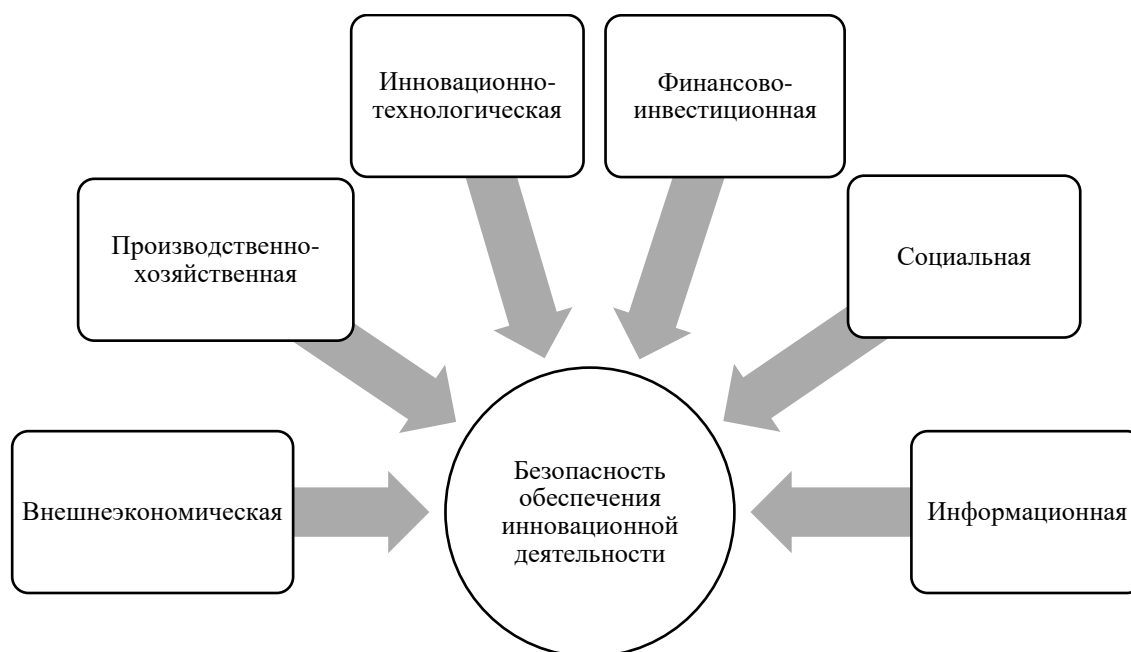 Инновационно-
технологическая
Финансово-
инвестиционная
Производственно-
хозяйственная
Социальная
Внешнеэкономическая
Безопасность
обеспечения
инновационной
деятельности
Информационная